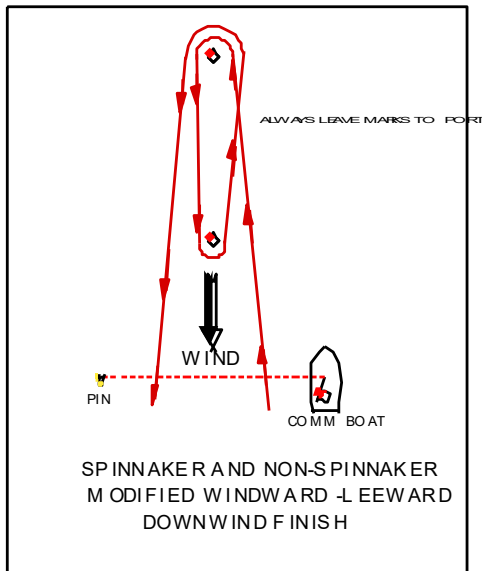 ALWAYS LEAVE MARKS TO PORT
WIND
PIN
COMM BOAT
SPINNAKER AND NON-SPINNAKER
MODIFIED WINDWARD -LEEWARD
DOWNWIND FINISH